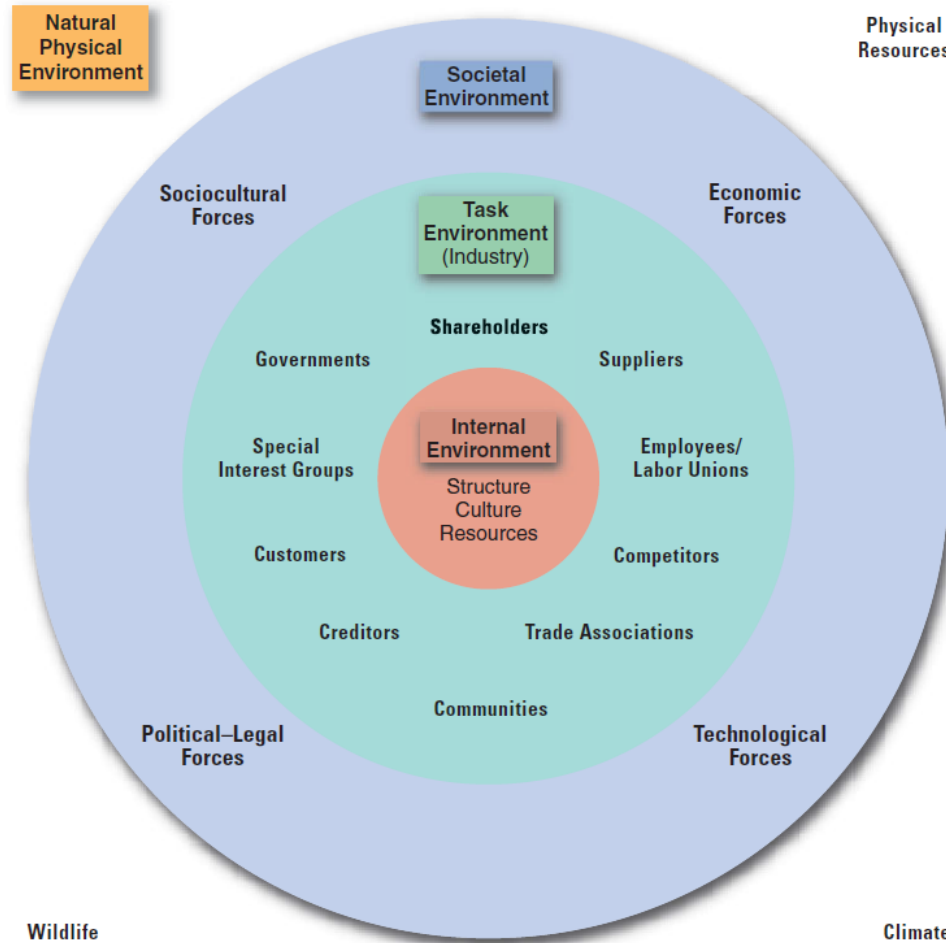 Natural
Physical
Environment
Physical
Resources
Societal
Environment
Sociocultural
Forces
Economic
Forces
Task
Environment
(Industry)
Shareholders
Governments
Suppliers
Internal
Environment
Structure
Culture
Resources
Special
Interest Groups
Employees/
Labor Unions
Customers
Competitors
Creditors
Trade Associations
Communities
Political–Legal
Forces
Technological
Forces
Wildlife
Climate